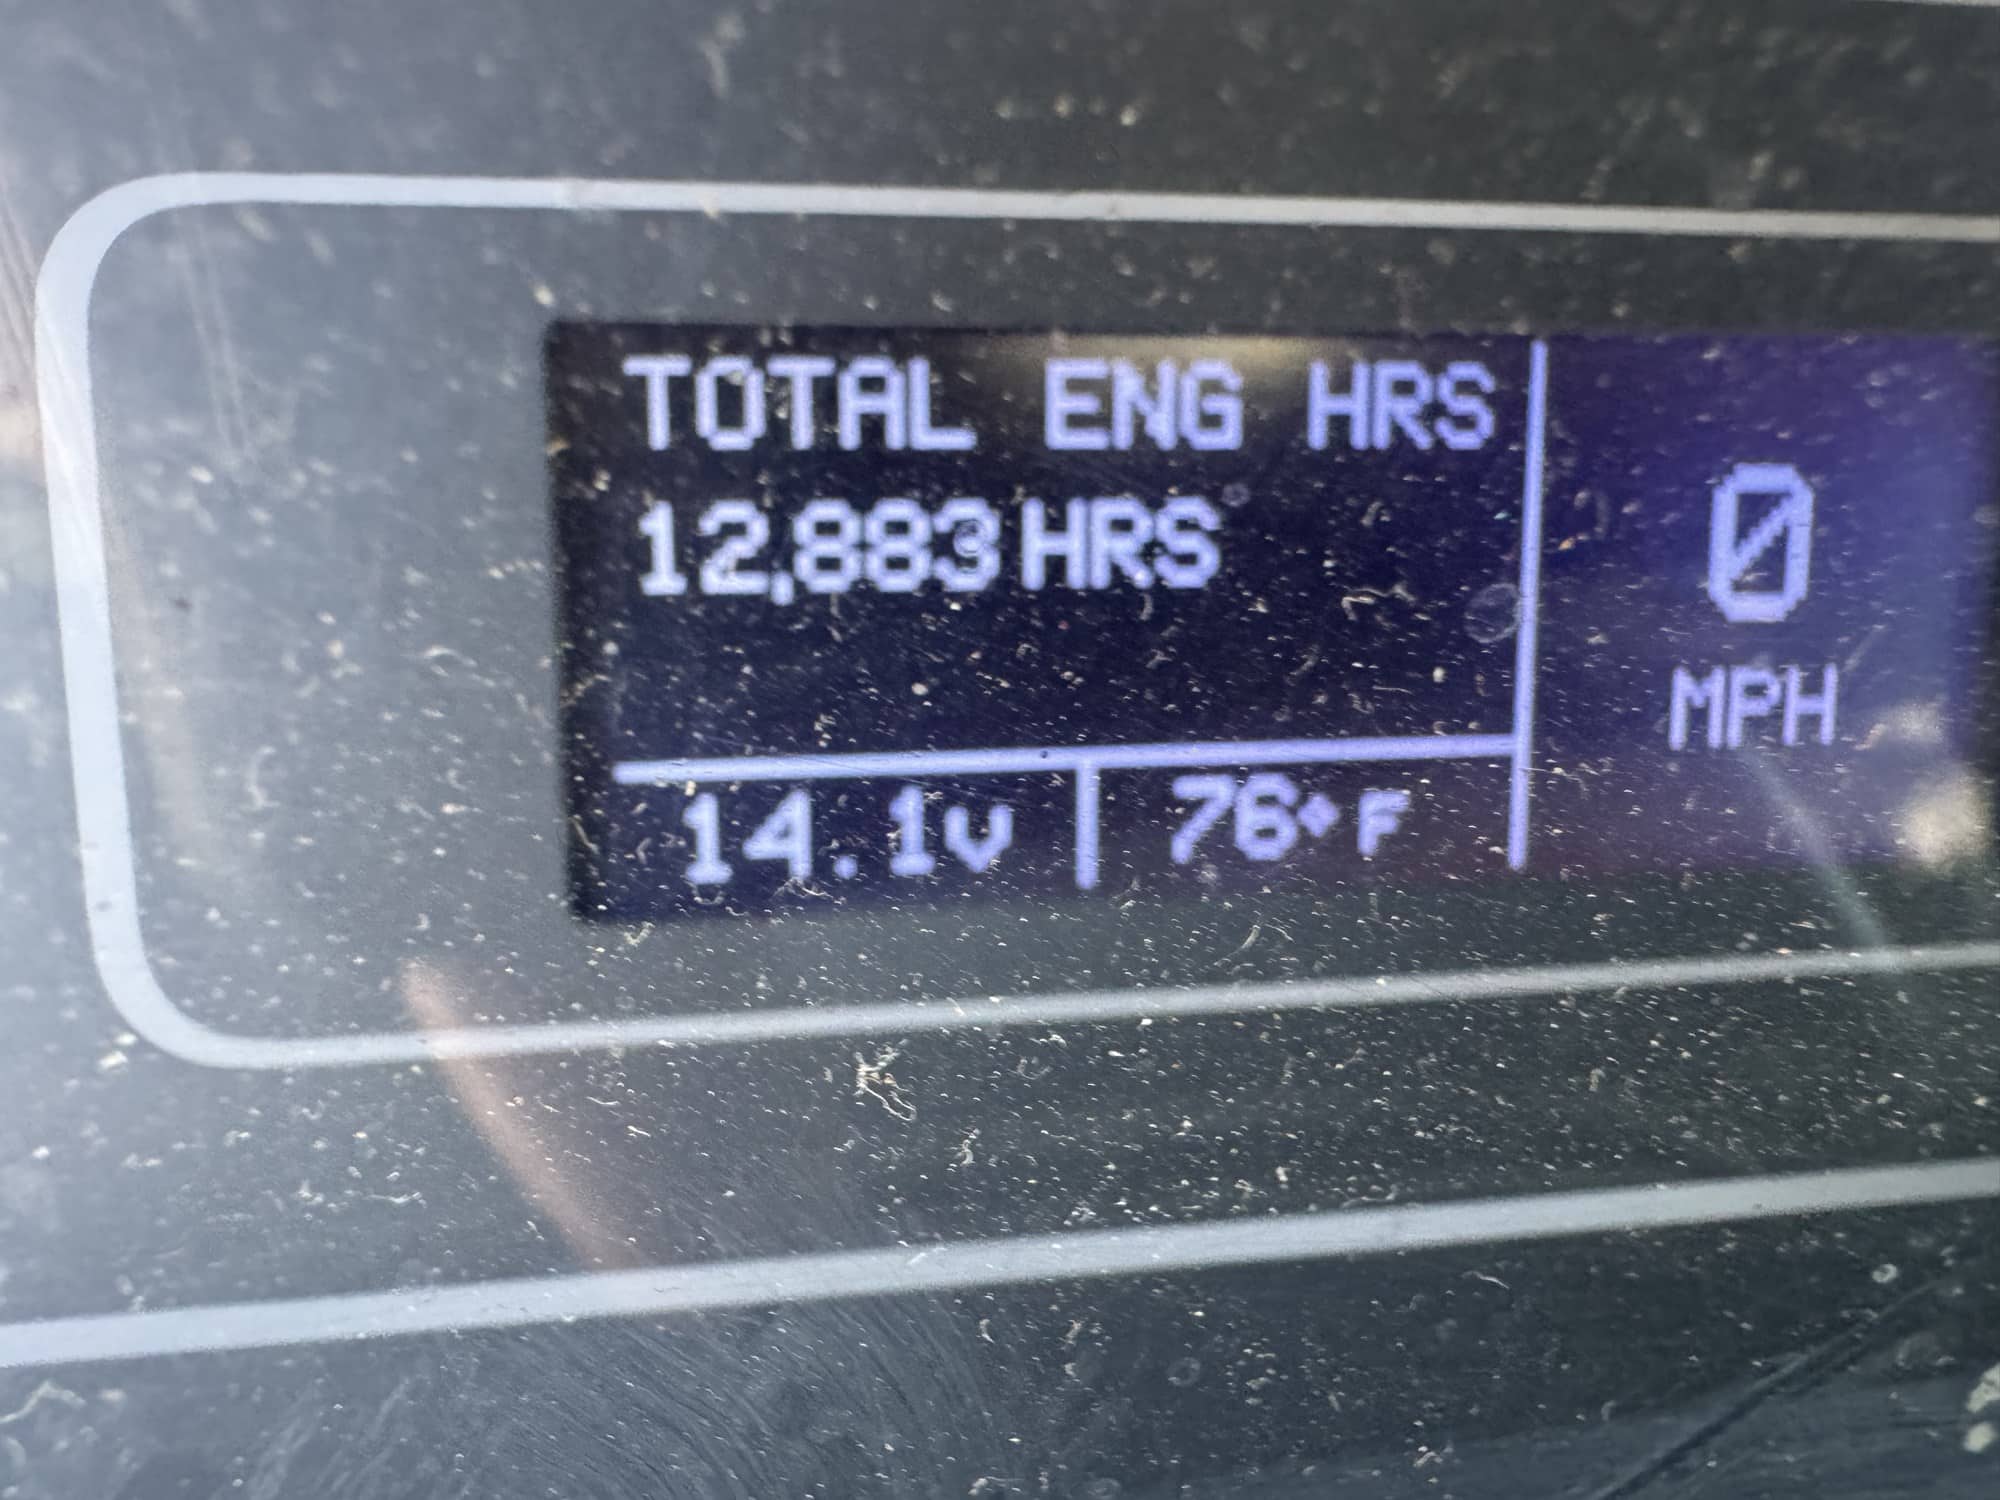 TOTAL ENG HRS
12,883 HRS
0
MPH
14.1V
76°F